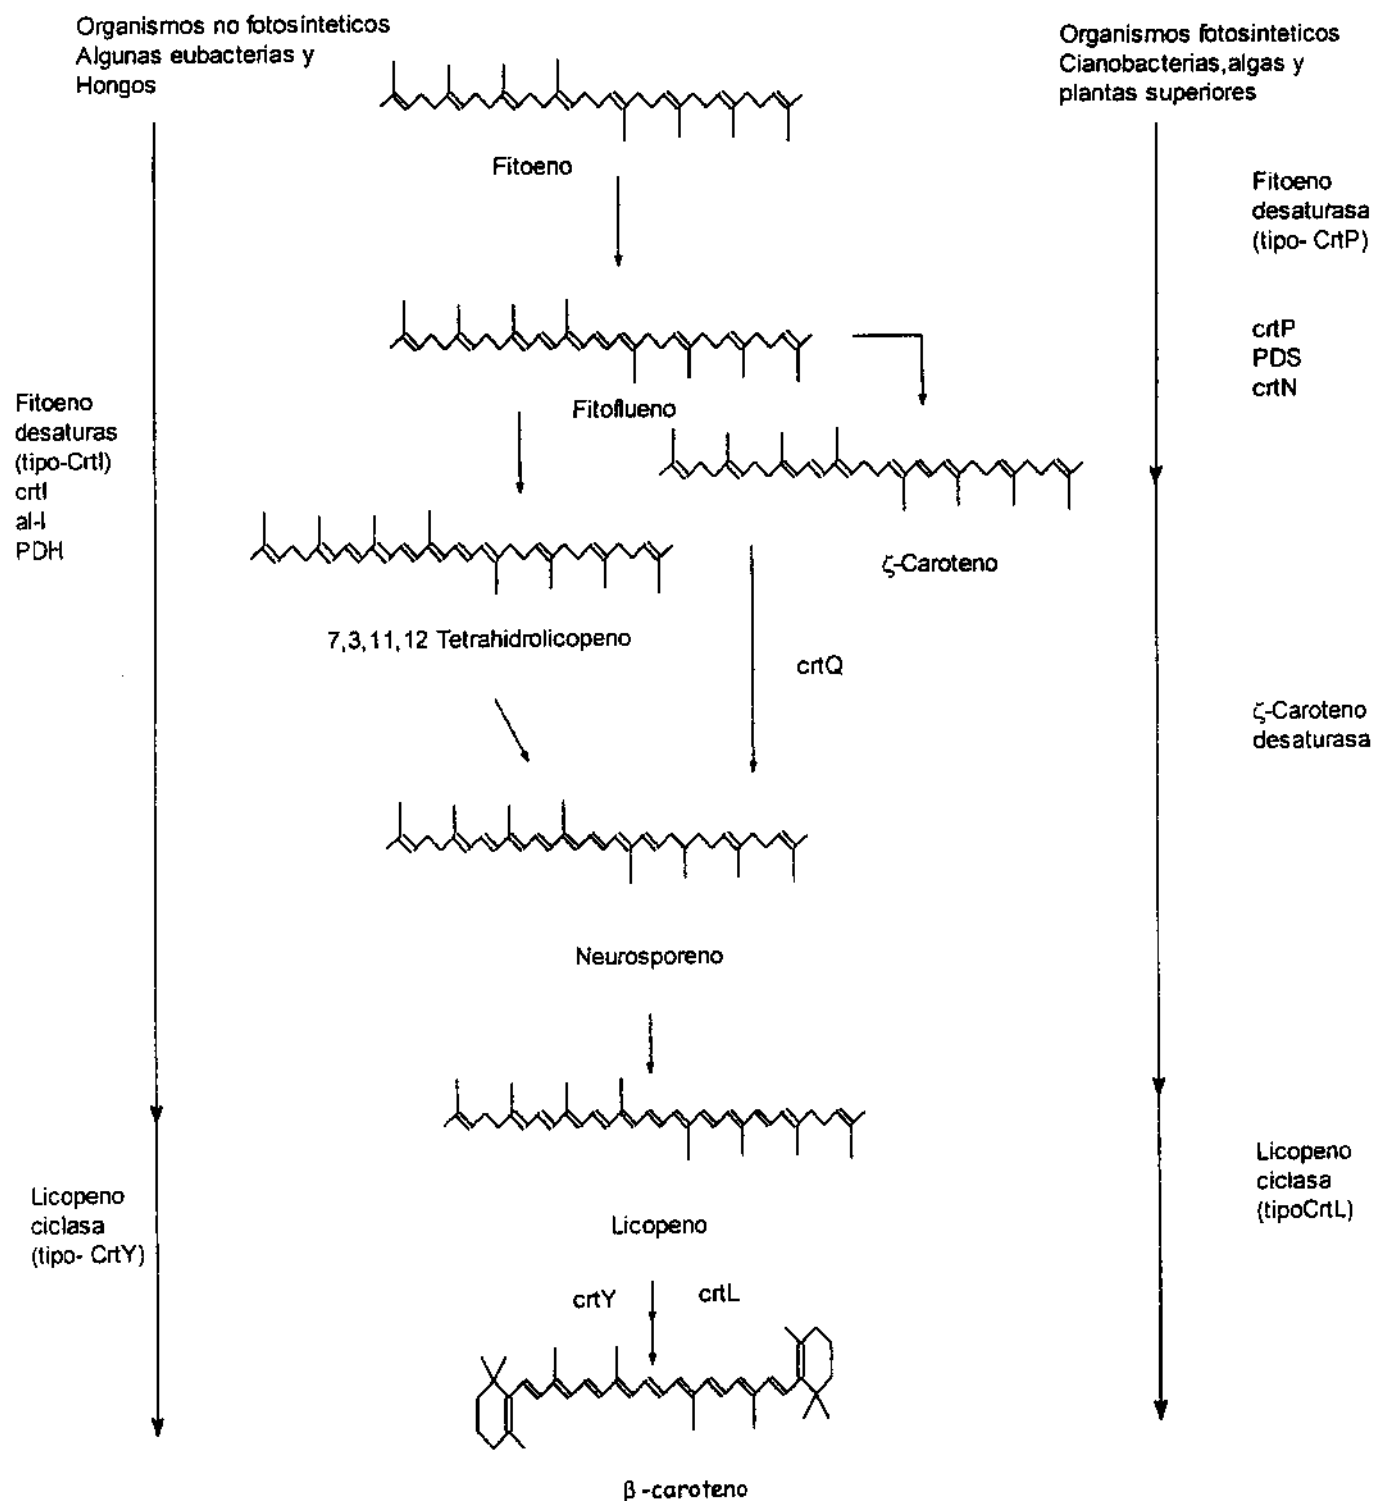 Organismos no fotosínteticos
Algunas eubacterias y
Hongos
Organismos fotosinteticos
Cianobacterias,algas y
plantas superiores
Fitoeno
Fitoeno
desaturasa
(tipo- CrtP)
crtP
PDS
crtN
Fitoflueno
Fitoeno
desaturas
(tipo-CrtI)
crtI
al-I
PDH
ζ-Caroteno
7,3,11,12 Tetrahidrolicopeno
crtQ
ζ-Caroteno
desaturasa
Neurosporeno
Licopeno
ciclasa
(tipo- CrtY)
Licopeno
Licopeno
ciclasa
(tipoCrtL)
crtY
crtL
β-caroteno